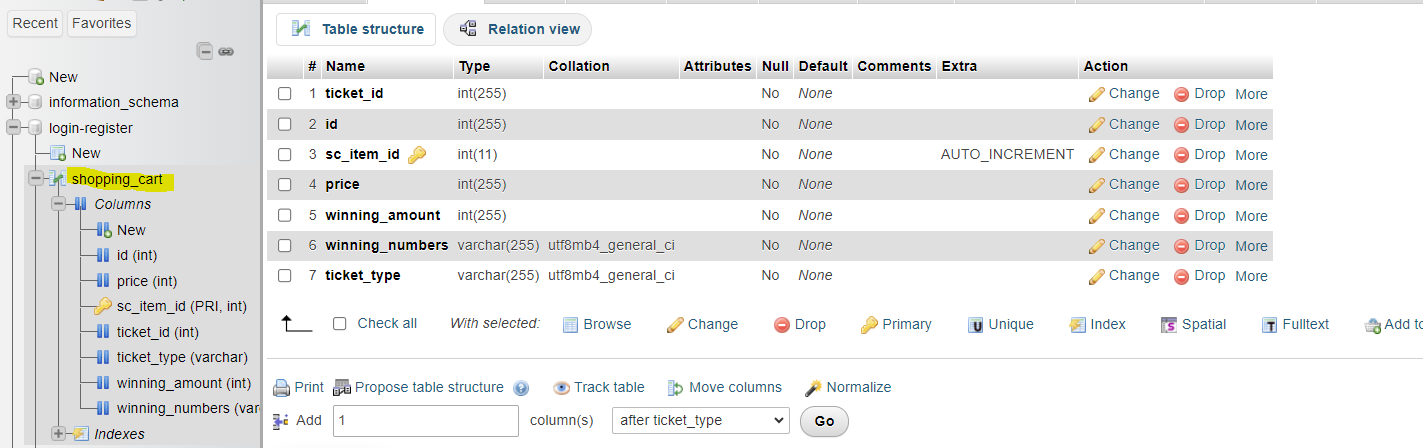 Recent Favorites
New
information_schema
login-register
New
shopping_cart
Columns
New
id (int)
price (int)
sc_item_id (PRI, int)
ticket_id (int)
ticket_type (varchar)
winning_amount (int)
winning_numbers (varc
Indexes
Table structure Relation view
# Name Type Collation Attributes Null Default Comments Extra Action
1 ticket_id int(255) No None Change Drop More
2 id int(255) No None Change Drop More
3 sc_item_id int(11) No None AUTO_INCREMENT Change Drop More
4 price int(255) No None Change Drop More
5 winning_amount int(255) No None Change Drop More
6 winning_numbers varchar(255) utf8mb4_general_ci No None Change Drop More
7 ticket_type varchar(255) utf8mb4_general_ci No None Change Drop More
Check all With selected: Browse Change Drop Primary Unique Index Spatial Fulltext Add to
Print Propose table structure Track table Move columns Normalize
Add 1 column(s) after ticket_type Go